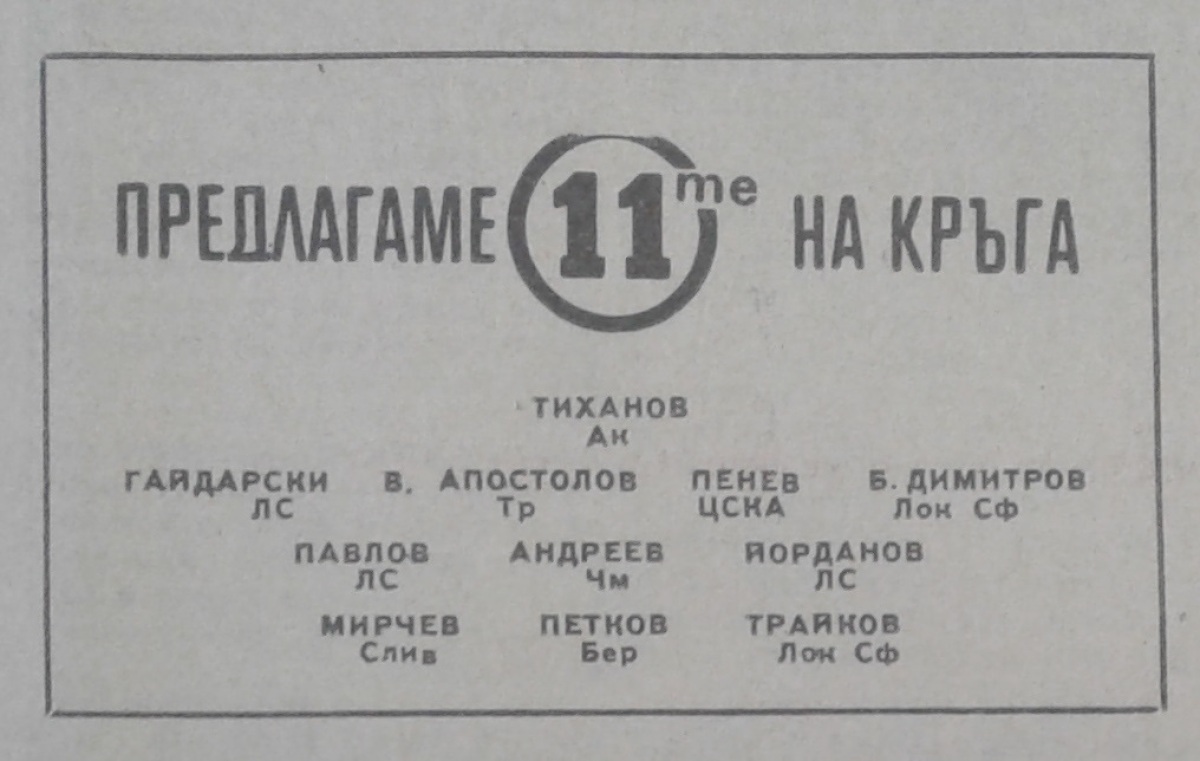 ПРЕДЛАГАМЕ 11те НА КРЪГА
ТИХАНОВ
Ак
ГАЙДАРСКИ В. АПОСТОЛОВ ПЕНЕВ Б. ДИМИТРОВ
ЛС Тр ЦСКА Лок Сф
ПАВЛОВ АНДРЕЕВ ЙОРДАНОВ
ЛС Чм ЛС
МИРЧЕВ ПЕТКОВ ТРАЙКОВ
Слив Бер Лок Сф